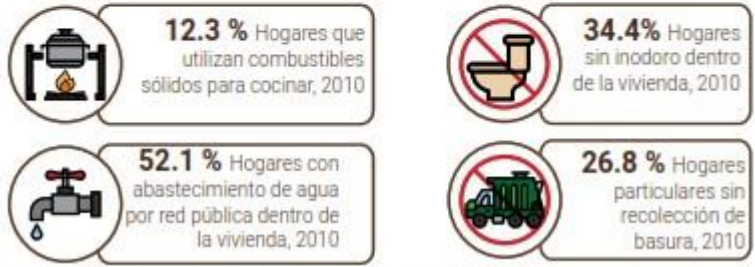 12.3 % Hogares que
utilizan combustibles
sólidos para cocinar, 2010
34.4% Hogares
sin inodoro dentro
de la vivienda, 2010
52.1 % Hogares con
abastecimiento de agua
por red pública dentro de
la vivienda, 2010
26.8 % Hogares
particulares sin
recolección de
basura, 2010